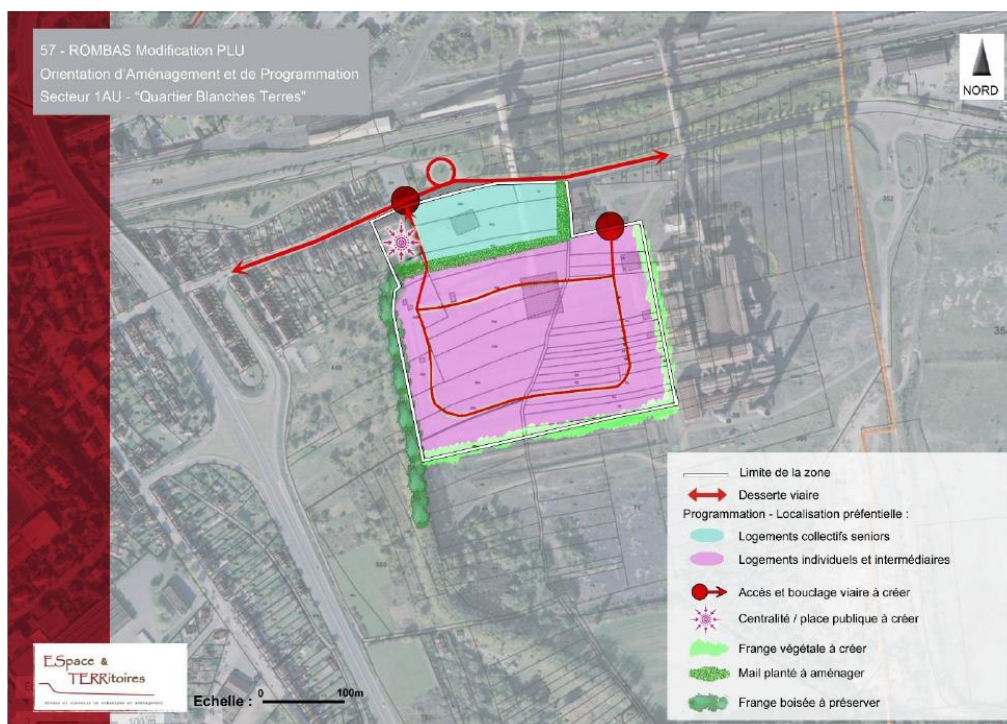 57 - ROMBAS Modification PLU
Orientation d'Aménagement et de Programmation
Secteur 1AU - "Quartier Blanches Terres"
NORD
Limite de la zone
Desserte viaire
Programmation - Localisation préfentielle :
Logements collectifs seniors
Logements individuels et intermédiaires
Accès et bouclage viaire à créer
Centralité / place publique à créer
Frange végétale à créer
Mail planté à aménager
Frange boisée à préserver
ESpace &
TERRitoires
Echelle : 0 100m
100 m